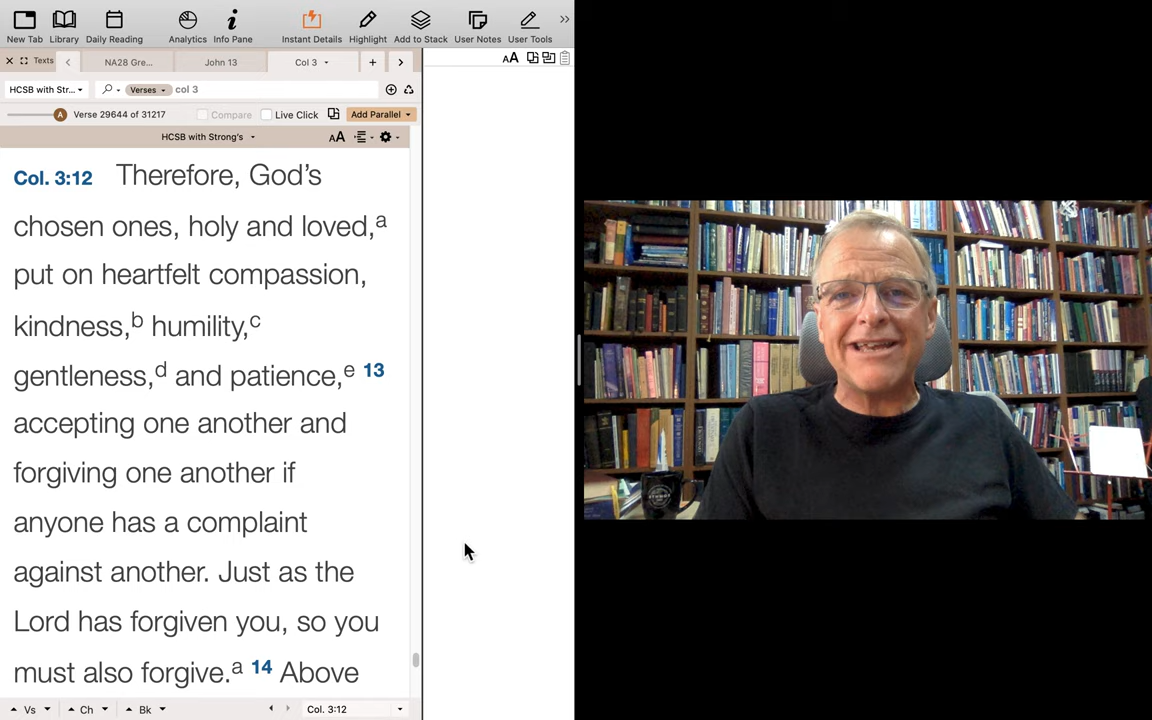 New Tab Library Daily Reading Analytics Info Pane Instant Details Highlight Add to Stack User Notes User Tools
Texts NA28 Gre... John 13 Col 3
HCSB with Str... Verses col 3
A Verse 29644 of 31217 Compare Live Click Add Parallel
HCSB with Strong's AA
AA
Col. 3:12 Therefore, God’s
chosen ones, holy and loved,a
put on heartfelt compassion,
kindness,b humility,c
gentleness,d and patience,e 13
accepting one another and
forgiving one another if
anyone has a complaint
against another. Just as the
Lord has forgiven you, so you
must also forgive.a 14 Above
Vs Ch Bk Col. 3:12